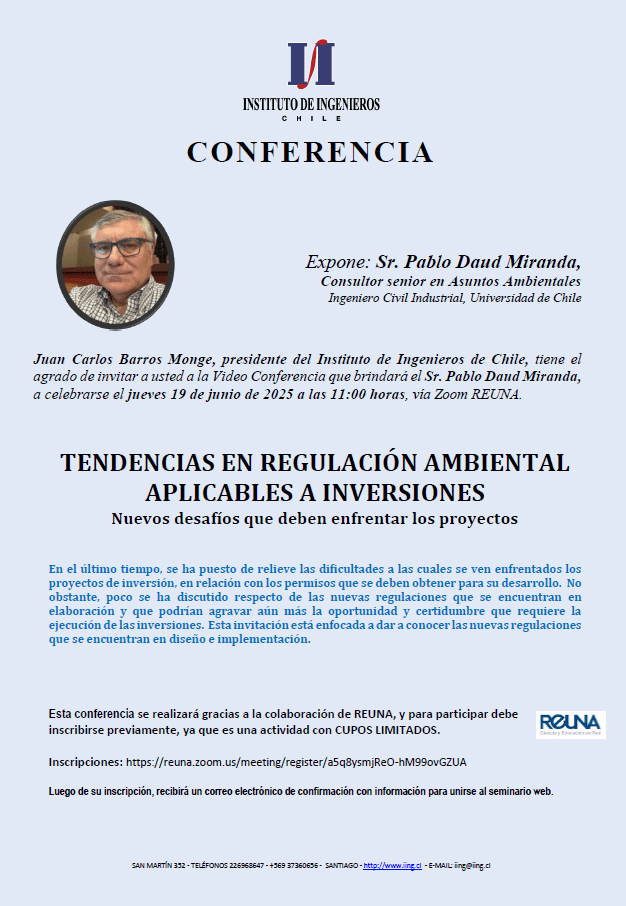 INSTITUTO DE INGENIEROS
CHILE
CONFERENCIA
Expone: Sr. Pablo Daud Miranda,
Consultor senior en Asuntos Ambientales
Ingeniero Civil Industrial, Universidad de Chile
Juan Carlos Barros Monge, presidente del Instituto de Ingenieros de Chile, tiene el
agrado de invitar a usted a la Video Conferencia que brindará el Sr. Pablo Daud Miranda,
a celebrarse el jueves 19 de junio de 2025 a las 11:00 horas, vía Zoom REUNA.
TENDENCIAS EN REGULACIÓN AMBIENTAL
APLICABLES A INVERSIONES
Nuevos desafíos que deben enfrentar los proyectos
En el último tiempo, se ha puesto de relieve las dificultades a las cuales se ven enfrentados los
proyectos de inversión, en relación con los permisos que se deben obtener para su desarrollo. No
obstante, poco se ha discutido respecto de las nuevas regulaciones que se encuentran en
elaboración y que podrían agravar aún más la oportunidad y certidumbre que requiere la
ejecución de las inversiones. Esta invitación está enfocada a dar a conocer las nuevas regulaciones
que se encuentran en diseño e implementación.
Esta conferencia se realizará gracias a la colaboración de REUNA, y para participar debe
inscribirse previamente, ya que es una actividad con CUPOS LIMITADOS.
REUNA
Ciencia y Educación en Red
Inscripciones: https://reuna.zoom.us/meeting/register/a5q8ysmjReO-hM99ovGZUA
Luego de su inscripción, recibirá un correo electrónico de confirmación con información para unirse al seminario web.
SAN MARTÍN 352 - TELÉFONOS 226968647 - +569 37360656 - SANTIAGO - http://www.iing.cl - E-MAIL: iing@iing.cl